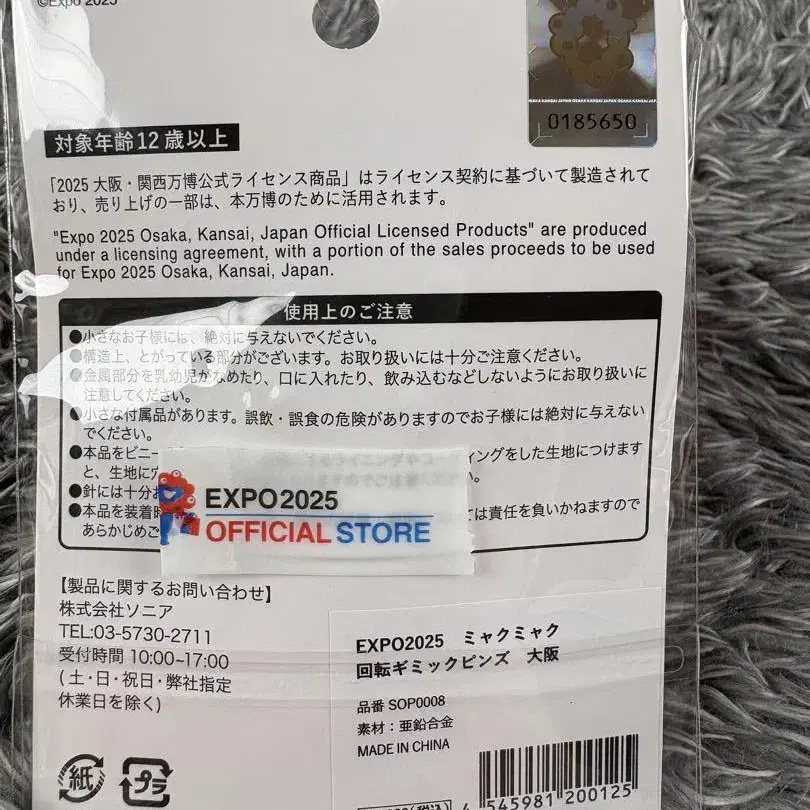 ©Expo 2025
OSAKA KANSAI JAPAN OSAKA KANSAI JAPAN
0185650
対象年齢12歳以上
「2025 大阪・関西万博公式ライセンス商品」はライセンス契約に基づいて製造されて
おり、売り上げの一部は、本万博のために活用されます。
"Expo 2025 Osaka, Kansai, Japan Official Licensed Products" are produced
under a licensing agreement, with a portion of the sales proceeds to be used
for Expo 2025 Osaka, Kansai, Japan.
使用上のご注意
●小さなお子様には、絶対に与えないでください。
●構造上、とがっている部分がございます。お取り扱いには十分ご注意ください。
●金属部分を乳幼児がなめたり、口に入れたり、飲み込むなどしないようにお取り扱いに
注意してください。
●小さな付属品があります。誤飲・誤食の危険がありますのでお子様には絶対に与えない
でください。
●本品をビニー ィングをした生地につけます
と、生地に穴 。
●針には十分お
●本品を装着時 ては責任を負いかねますので
あらかじめご
EXPO2025
OFFICIAL STORE
【製品に関するお問い合わせ】
株式会社ソニア
TEL:03-5730-2711
受付時間 10:00~17:00
(土・日・祝日・弊社指定
休業日を除く)
紙
プラ
EXPO2025 ミャクミャク
回転ギミックピンズ 大阪
品番 SOP0008
素材：亜鉛合金
MADE IN CHINA
(税込)
4 545981 200125